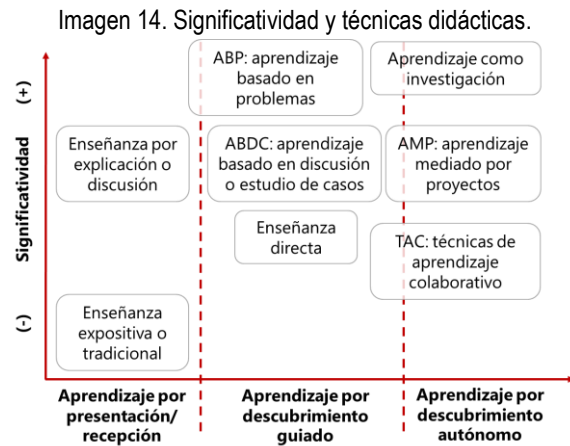 Imagen 14. Significatividad y técnicas didácticas.
Significatividad
(+)
(-)
ABP: aprendizaje
basado en
problemas
Aprendizaje como
investigación
Enseñanza por
explicación o
discusión
ABDC: aprendizaje
basado en discusión
o estudio de casos
AMP: aprendizaje
mediado por
proyectos
Enseñanza
directa
TAC: técnicas de
aprendizaje
colaborativo
Enseñanza
expositiva o
tradicional
Aprendizaje por
presentación/
recepción
Aprendizaje por
descubrimiento
guiado
Aprendizaje por
descubrimiento
autónomo